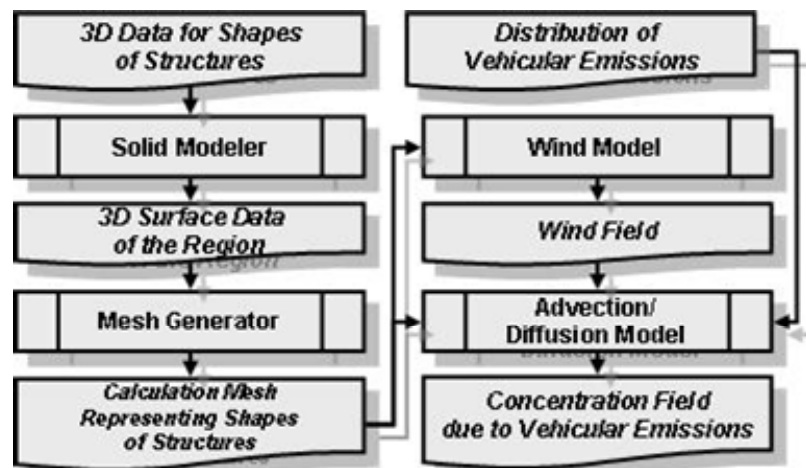 3D Data for Shapes
of Structures
Solid Modeler
3D Surface Data
of the Region
Mesh Generator
Calculation Mesh
Representing Shapes
of Structures
Distribution of
Vehicular Emissions
Wind Model
Wind Field
Advection/
Diffusion Model
Concentration Field
due to Vehicular Emissions